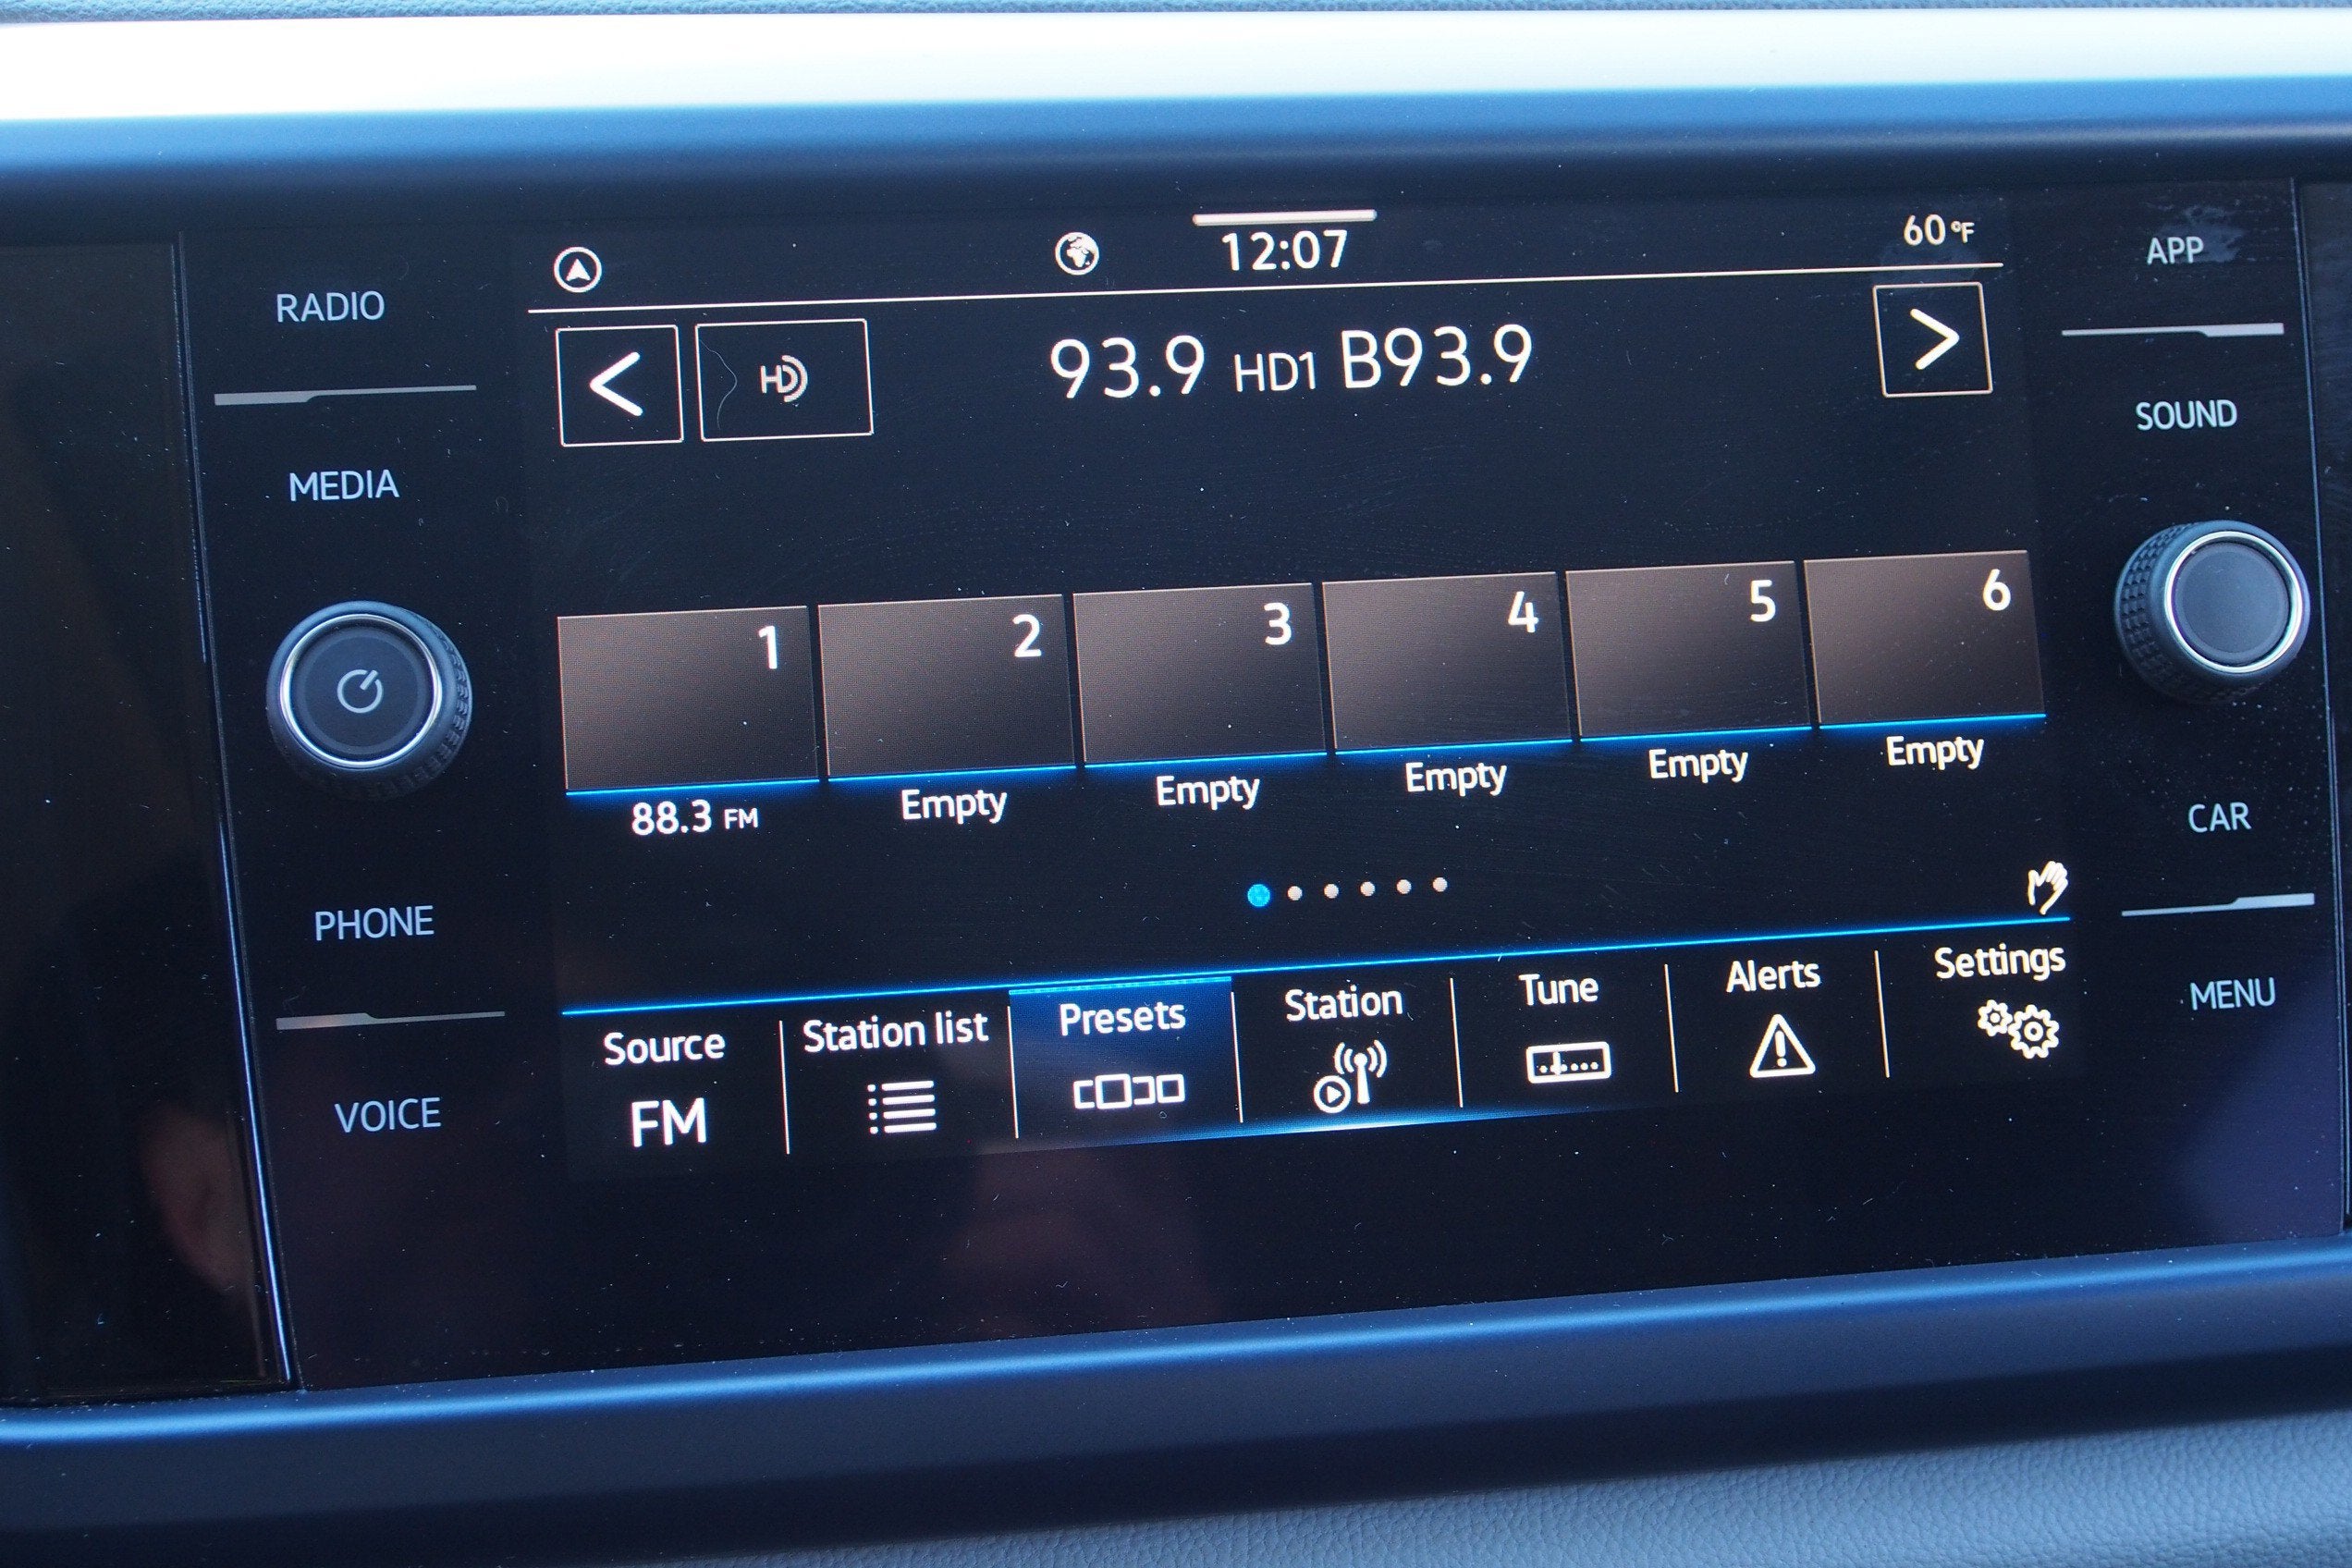 RADIO
MEDIA
PHONE
VOICE
12:07
60°F
HD
93.9 HD1 B93.9
1
2
3
4
5
6
88.3 FM
Empty
Empty
Empty
Empty
Empty
Source
FM
Station list
Presets
Station
Tune
Alerts
Settings
APP
SOUND
CAR
MENU